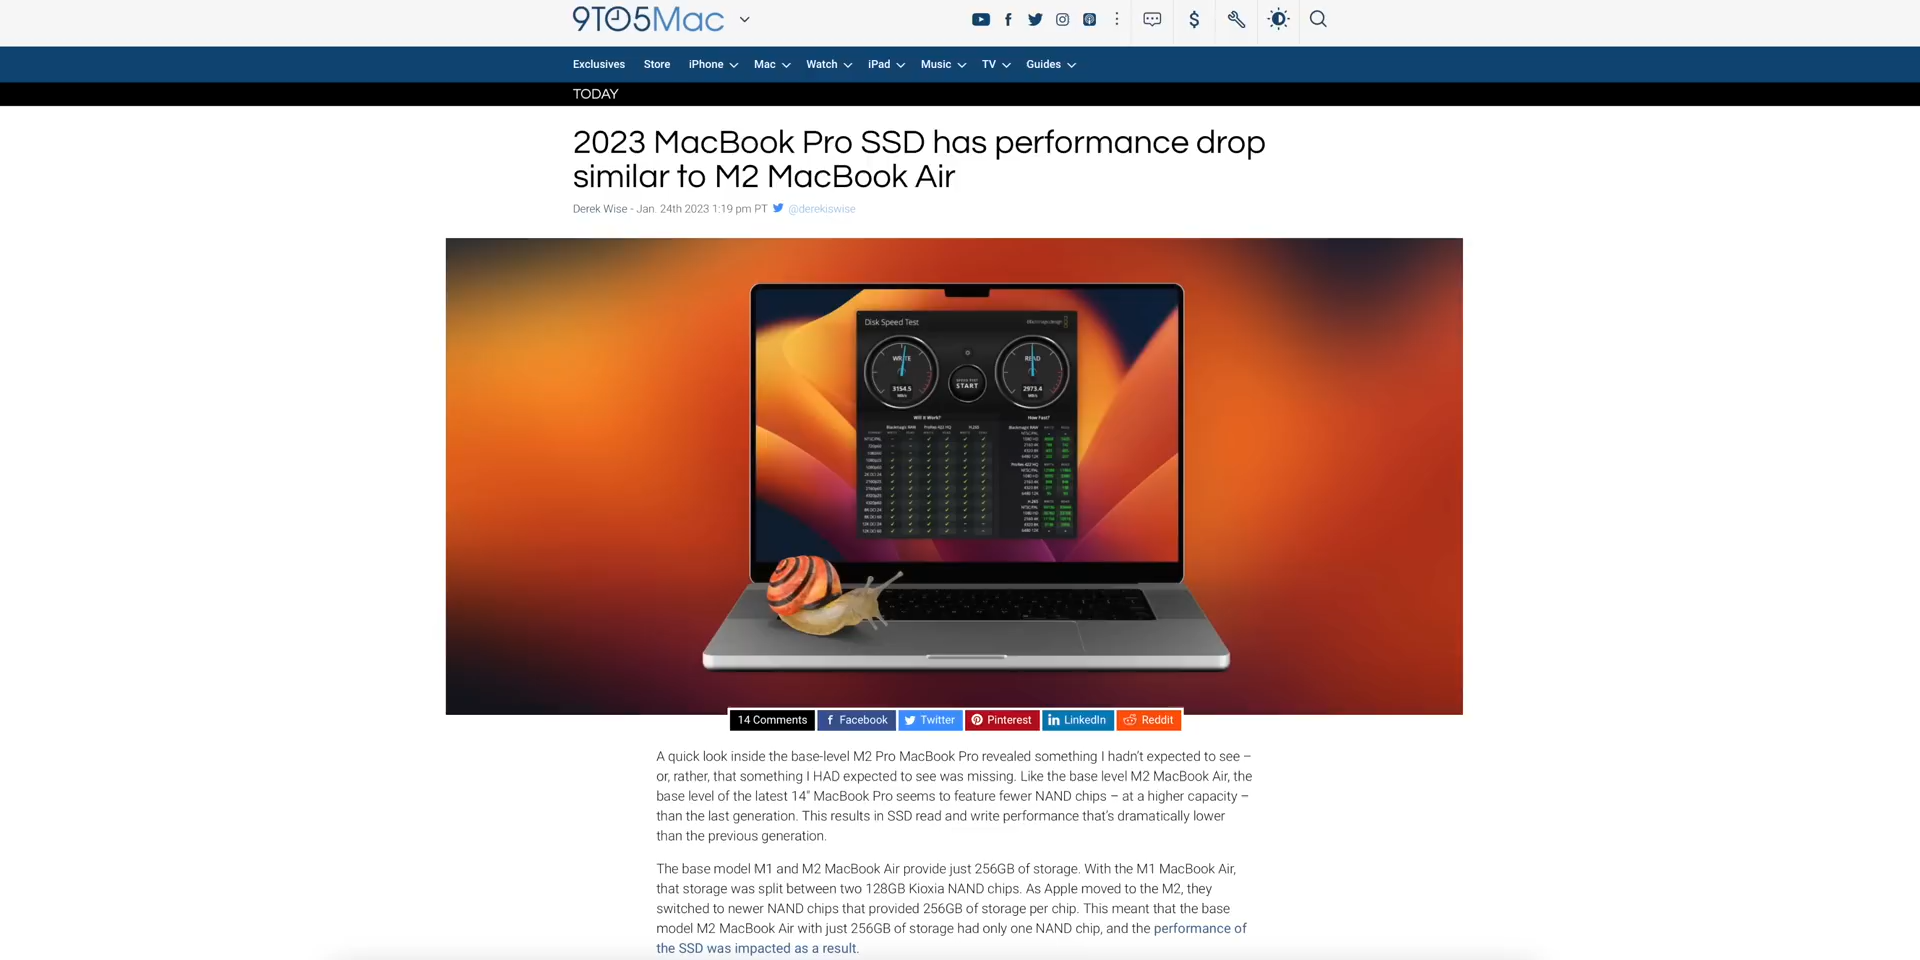 9TO5Mac
Exclusives Store iPhone Mac Watch iPad Music TV Guides
TODAY
2023 MacBook Pro SSD has performance drop
similar to M2 MacBook Air
Derek Wise - Jan. 24th 2023 1:19 pm PT @derekiswise
Disk Speed Test
WRITE READ
START
3154.5 2973.4
Will it Work? How Fast?
14 Comments Facebook Twitter Pinterest LinkedIn Reddit
A quick look inside the base-level M2 Pro MacBook Pro revealed something I hadn't expected to see –
or, rather, that something I HAD expected to see was missing. Like the base level M2 MacBook Air, the
base level of the latest 14" MacBook Pro seems to feature fewer NAND chips – at a higher capacity –
than the last generation. This results in SSD read and write performance that's dramatically lower
than the previous generation.
The base model M1 and M2 MacBook Air provide just 256GB of storage. With the M1 MacBook Air,
that storage was split between two 128GB Kioxia NAND chips. As Apple moved to the M2, they
switched to newer NAND chips that provided 256GB of storage per chip. This meant that the base
model M2 MacBook Air with just 256GB of storage had only one NAND chip, and the performance of
the SSD was impacted as a result.